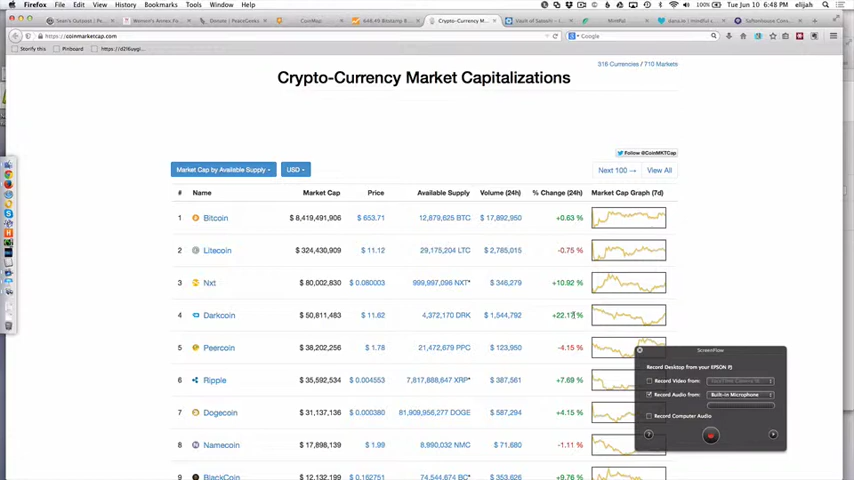 Firefox File Edit View History Bookmarks Tools Window Help
100% Tue Jun 10 6:48 PM elijah
Crypto-Currency M...
https://coinmarketcap.com
Google
Storify this Pinboard
316 Currencies / 710 Markets
Crypto-Currency Market Capitalizations
Follow @CoinMKTCap
Market Cap by Available Supply
USD
Next 100 →
View All
# Name Market Cap Price Available Supply Volume (24h) % Change (24h) Market Cap Graph (7d)
1 Bitcoin $ 8,419,491,906 $ 653.71 12,879,625 BTC $ 17,892,950 +0.63 %
2 Litecoin $ 324,430,909 $ 11.12 29,175,204 LTC $ 2,785,015 -0.75 %
3 Nxt $ 80,002,830 $ 0.080003 999,997,096 NXT* $ 346,279 +10.92 %
4 Darkcoin $ 50,811,483 $ 11.62 4,372,170 DRK $ 1,544,792 +22.17%
5 Peercoin $ 38,202,256 $ 1.78 21,472,679 PPC $ 123,950 -4.15 %
6 Ripple $ 35,592,534 $ 0.004553 7,817,888,647 XRP* $ 387,561 +7.69 %
7 Dogecoin $ 31,137,136 $ 0.000380 81,909,956,277 DOGE $ 587,294 +4.15 %
8 Namecoin $ 17,898,139 $ 1.99 8,990,032 NMC $ 71,680 -1.11 %
9 BlackCoin $ 12,132,199 $ 0.162751 74,544,674 BC* $ 353,626 +9.76 %
ScreenFlow
Record Desktop from your EPSON PJ
Record Video from:
Record Audio from: Built-in Microphone
Record Computer Audio